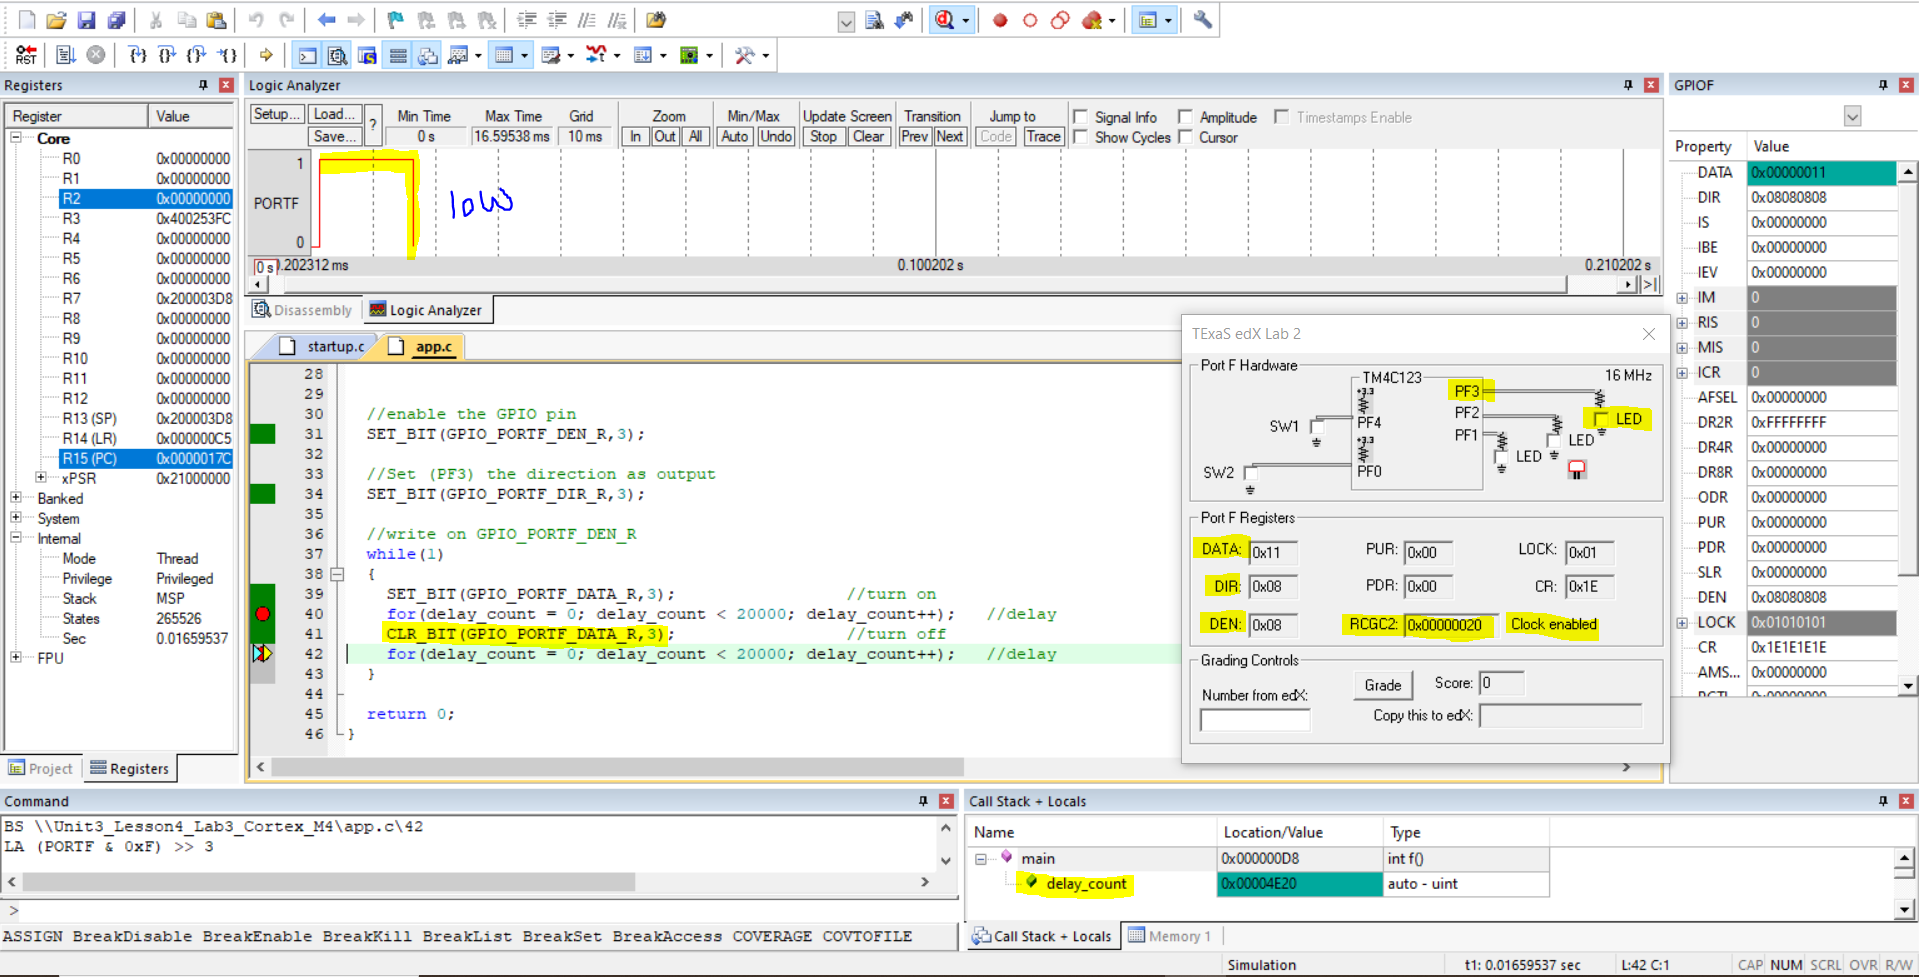 Registers
Register Value
Core
R0 0x00000000
R1 0x00000000
R2 0x00000000
R3 0x400253FC
R4 0x00000000
R5 0x00000000
R6 0x00000000
R7 0x200003D8
R8 0x00000000
R9 0x00000000
R10 0x00000000
R11 0x00000000
R12 0x00000000
R13 (SP) 0x200003D8
R14 (LR) 0x000000C5
R15 (PC) 0x0000017C
xPSR 0x21000000
Banked
System
Internal
Mode Thread
Privilege Privileged
Stack MSP
States 265526
Sec 0.01659537
FPU
Project Registers
Logic Analyzer
Setup... Load... Save... ?
Min Time Max Time Grid Zoom Min/Max Update Screen Transition Jump to
0 s 16.59538 ms 10 ms In Out All Auto Undo Stop Clear Prev Next Code Trace
Signal Info Amplitude Timestamps Enable
Show Cycles Cursor
1
PORTF
0
low
0 s 0.100202 s 0.210202 s
Disassembly Logic Analyzer
startup.c app.c
28
29
30 //enable the GPIO pin
31 SET_BIT(GPIO_PORTF_DEN_R,3);
32
33 //Set (PF3) the direction as output
34 SET_BIT(GPIO_PORTF_DIR_R,3);
35
36 //write on GPIO_PORTF_DEN_R
37 while(1)
38 {
39 SET_BIT(GPIO_PORTF_DATA_R,3); //turn on
40 for(delay_count = 0; delay_count < 20000; delay_count++); //delay
41 CLR_BIT(GPIO_PORTF_DATA_R,3); //turn off
42 for(delay_count = 0; delay_count < 20000; delay_count++); //delay
43 }
44
45 return 0;
46 }
TExaS edX Lab 2
Port F Hardware
TM4C123
16 MHz
+3.3
PF3
PF2
PF1
PF4
+3.3
PF0
SW1
SW2
LED
LED
LED
Port F Registers
DATA: 0x11 PUR: 0x00 LOCK: 0x01
DIR: 0x08 PDR: 0x00 CR: 0x1E
DEN: 0x08 RCGC2: 0x00000020 Clock enabled
Grading Controls
Number from edX: Grade Score: 0
Copy this to edX:
GPIOF
Property Value
DATA 0x00000011
DIR 0x08080808
IS 0x00000000
IBE 0x00000000
IEV 0x00000000
IM 0
RIS 0
MIS 0
ICR 0
AFSEL 0x00000000
DR2R 0xFFFFFFFF
DR4R 0x00000000
DR8R 0x00000000
ODR 0x00000000
PUR 0x00000000
PDR 0x00000000
SLR 0x00000000
DEN 0x08080808
LOCK 0x01010101
CR 0x1E1E1E1E
AMS... 0x00000000
Command
BS \\Unit3_Lesson4_Lab3_Cortex_M4\app.c\42
LA (PORTF & 0xF) >> 3
>
ASSIGN BreakDisable BreakEnable BreakKill BreakList BreakSet BreakAccess COVERAGE COVTOFILE
Call Stack + Locals
Name Location/Value Type
main 0x000000D8 int f()
delay_count 0x00004E20 auto - uint
Call Stack + Locals Memory 1
Simulation t1: 0.01659537 sec L:42 C:1 CAP NUM SCRL OVR R/W